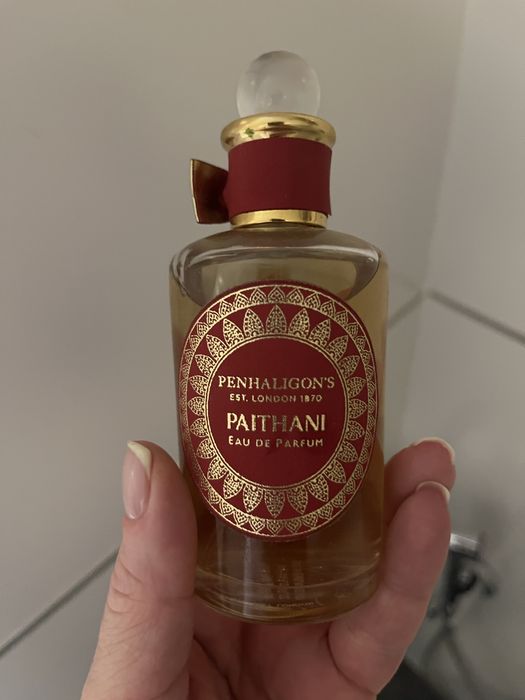 PENHALIGON'S
EST. LONDON 1870
PAITHANI
EAU DE PARFUM